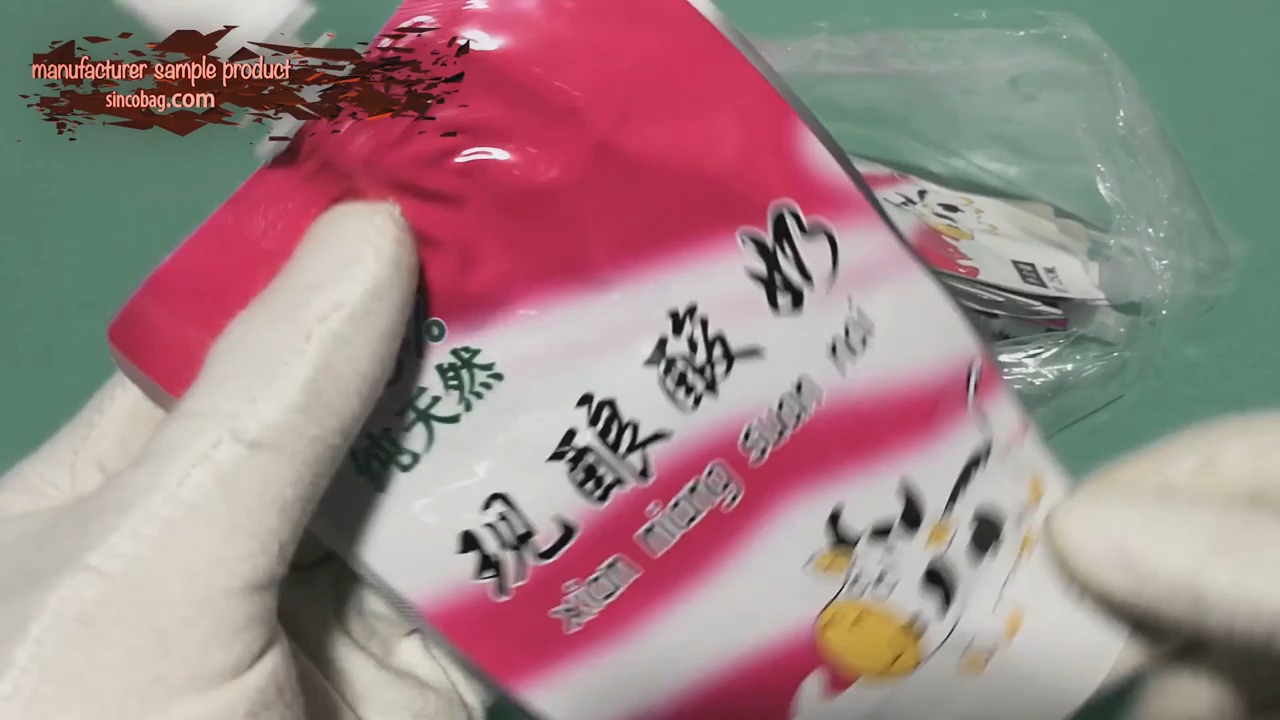 manufacturer sample product
sincobag.com
纯天然
现酿酸奶
xian niang suan nai